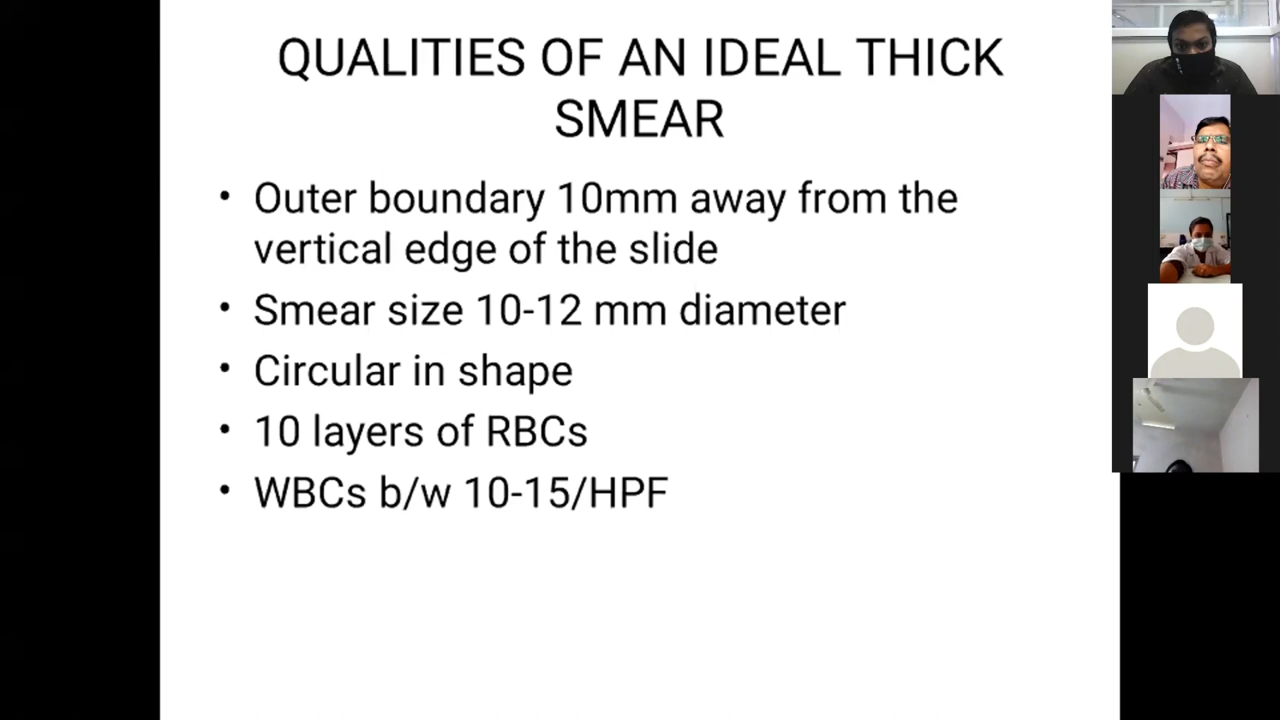 QUALITIES OF AN IDEAL THICK
SMEAR
• Outer boundary 10mm away from the
vertical edge of the slide
• Smear size 10-12 mm diameter
• Circular in shape
• 10 layers of RBCs
• WBCs b/w 10-15/HPF